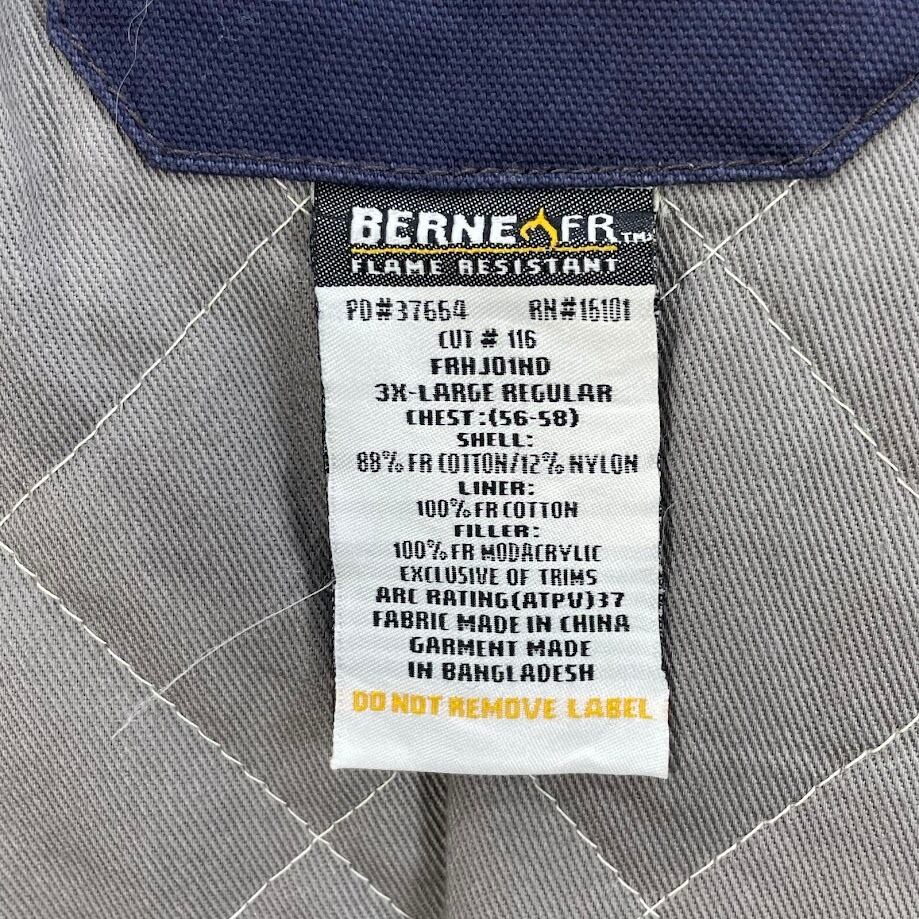 BERNE FR TM
FLAME RESISTANT
PO#37664 RN#16101
CUT # 116
FRHJ01ND
3X-LARGE REGULAR
CHEST:(56-58)
SHELL:
88% FR COTTON/12% NYLON
LINER:
100% FR COTTON
FILLER:
100% FR MODACRYLIC
EXCLUSIVE OF TRIMS
ARC RATING(ATPV)37
FABRIC MADE IN CHINA
GARMENT MADE
IN BANGLADESH
DO NOT REMOVE LABEL